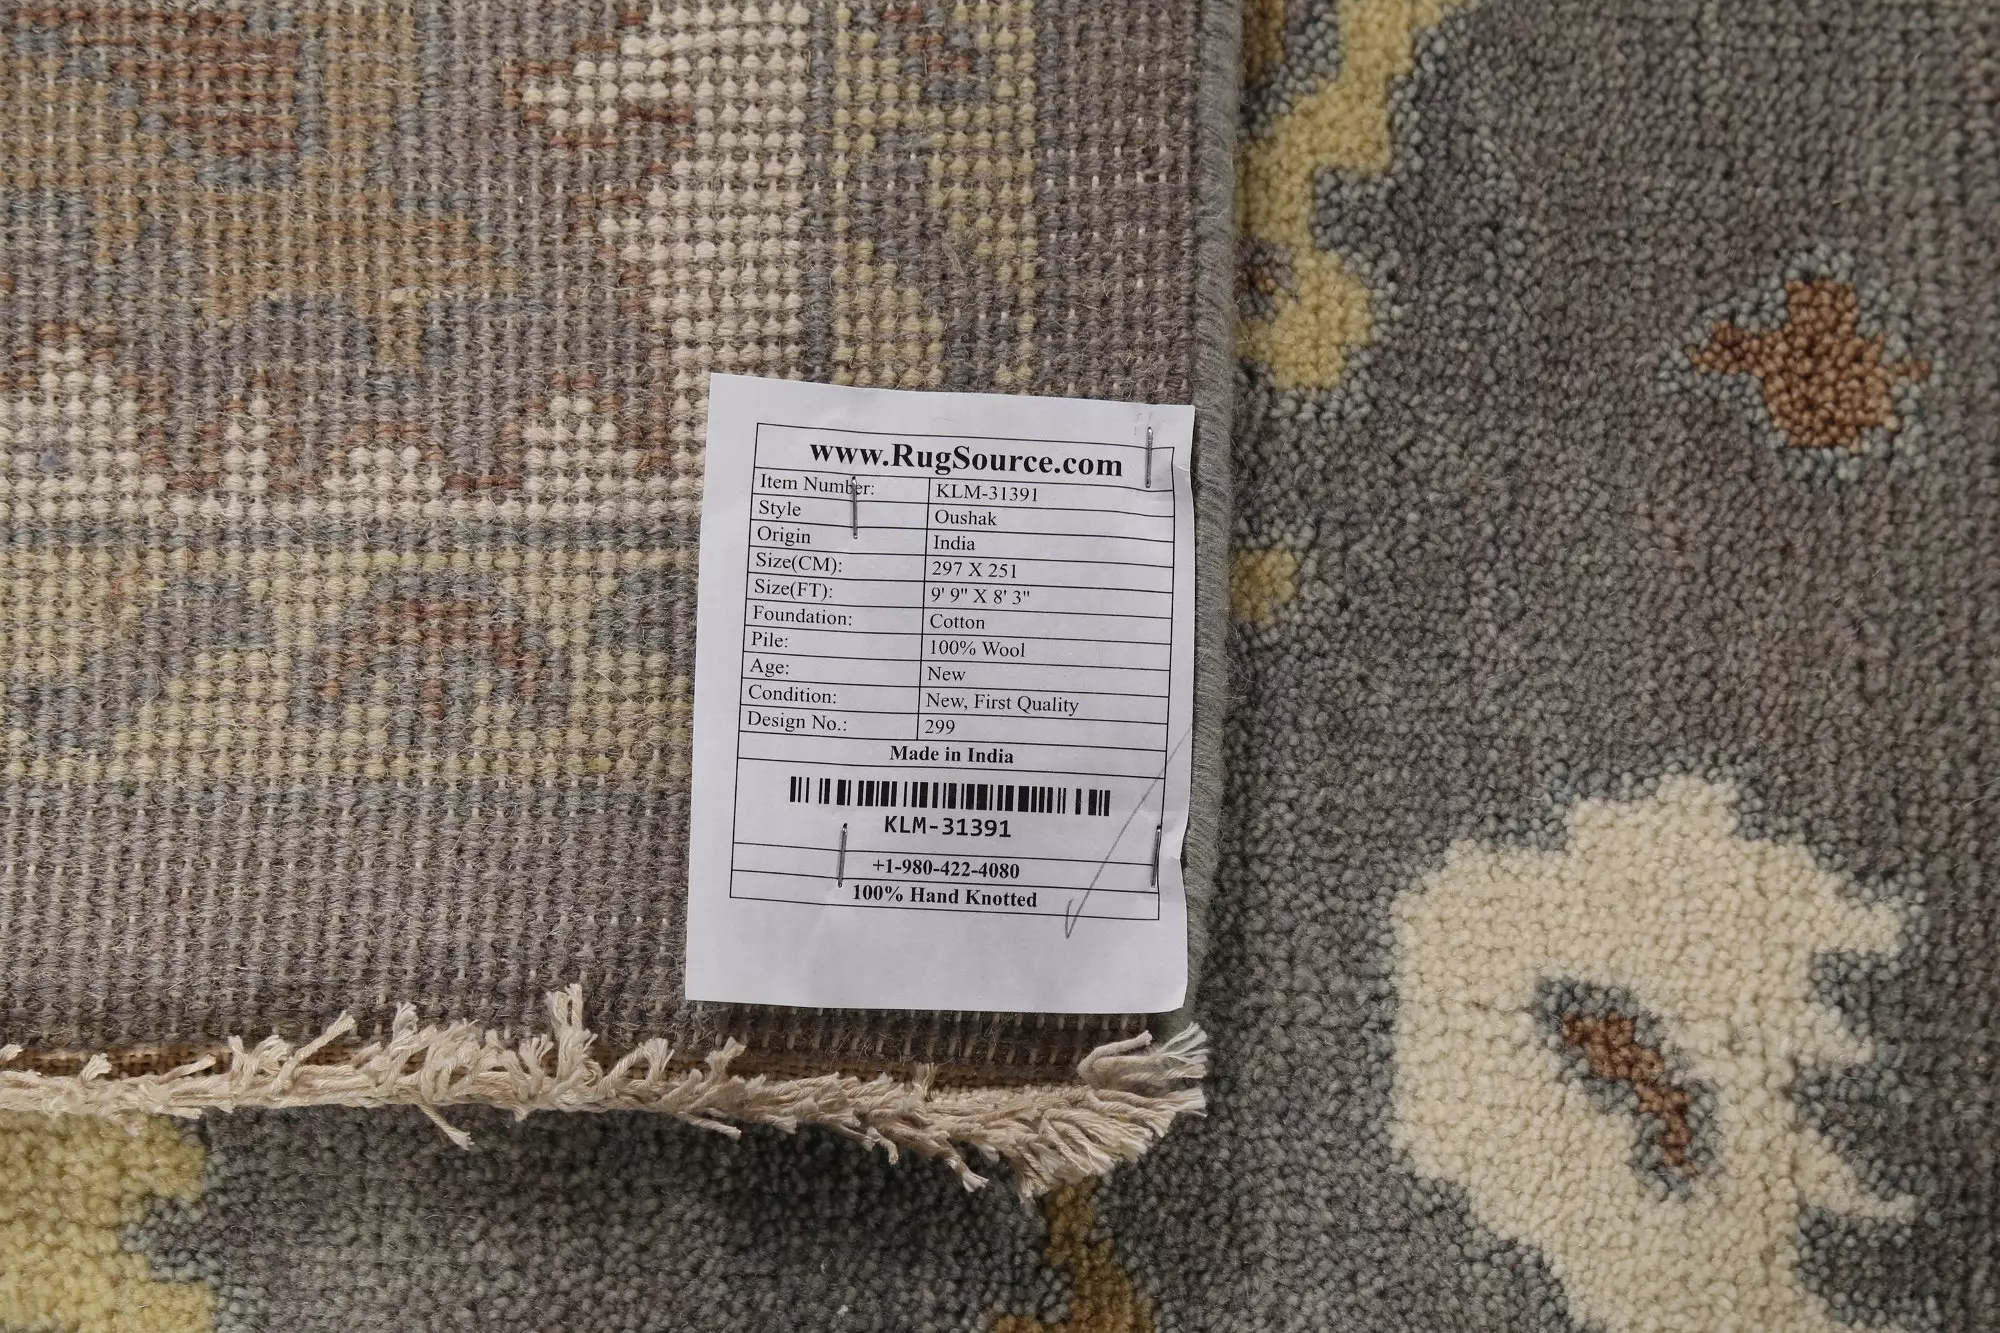 www.RugSource.com
Item Number: KLM-31391
Style Oushak
Origin India
Size(CM): 297 X 251
Size(FT): 9' 9" X 8' 3"
Foundation: Cotton
Pile: 100% Wool
Age: New
Condition: New, First Quality
Design No.: 299
Made in India
KLM-31391
+1-980-422-4080
100% Hand Knotted